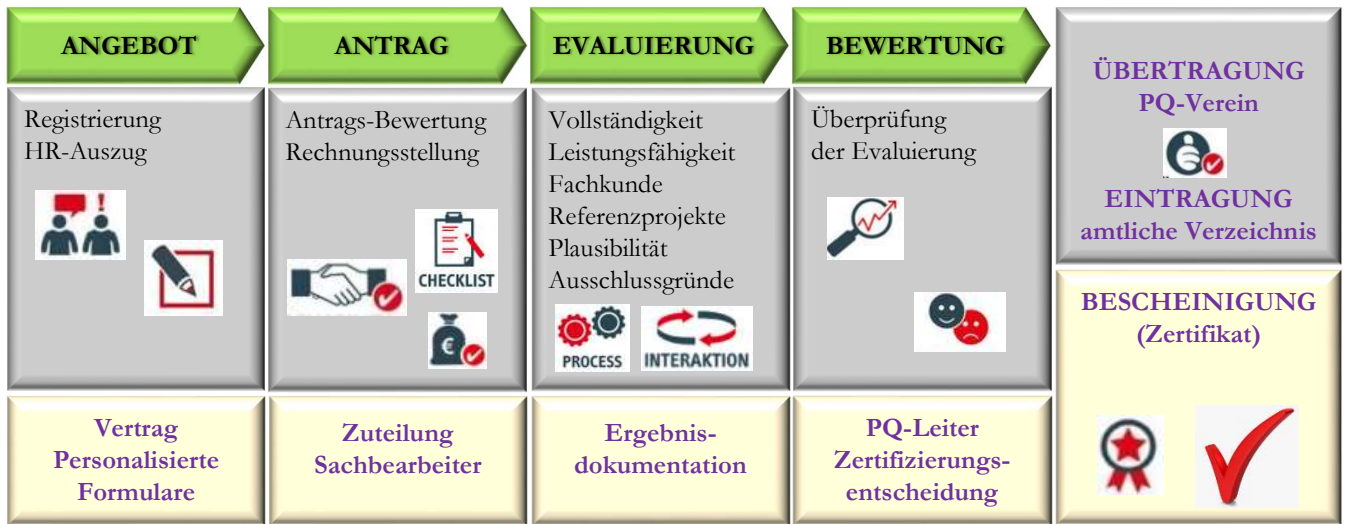 ANGEBOT
Registrierung
HR-Auszug
Vertrag
Personalisierte
Formulare
ANTRAG
Antrags-Bewertung
Rechnungsstellung
CHECKLIST
€
Zuteilung
Sachbearbeiter
EVALUIERUNG
Vollständigkeit
Leistungsfähigkeit
Fachkunde
Referenzprojekte
Plausibilität
Ausschlussgründe
PROCESS
INTERAKTION
Ergebnis-
dokumentation
BEWERTUNG
Überprüfung
der Evaluierung
PQ-Leiter
Zertifizierungs-
entscheidung
ÜBERTRAGUNG
PQ-Verein
EINTRAGUNG
amtliche Verzeichnis
BESCHEINIGUNG
(Zertifikat)